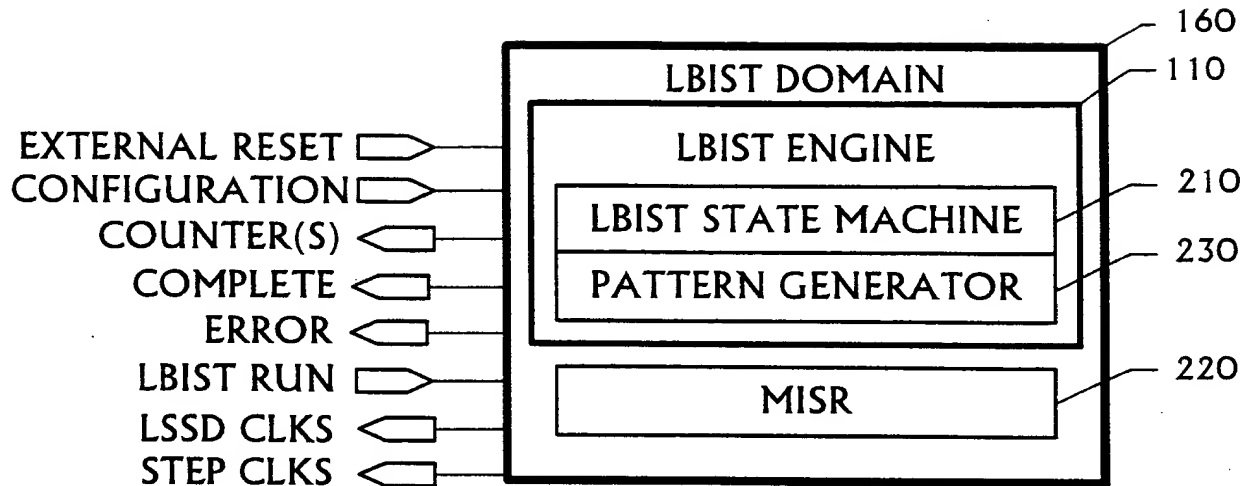 160
LBIST DOMAIN
110
EXTERNAL RESET
LBIST ENGINE
CONFIGURATION
210
COUNTER(S)
LBIST STATE MACHINE
230
COMPLETE
PATTERN GENERATOR
ERROR
LBIST RUN
220
MISR
LSSD CLKS
STEP CLKS